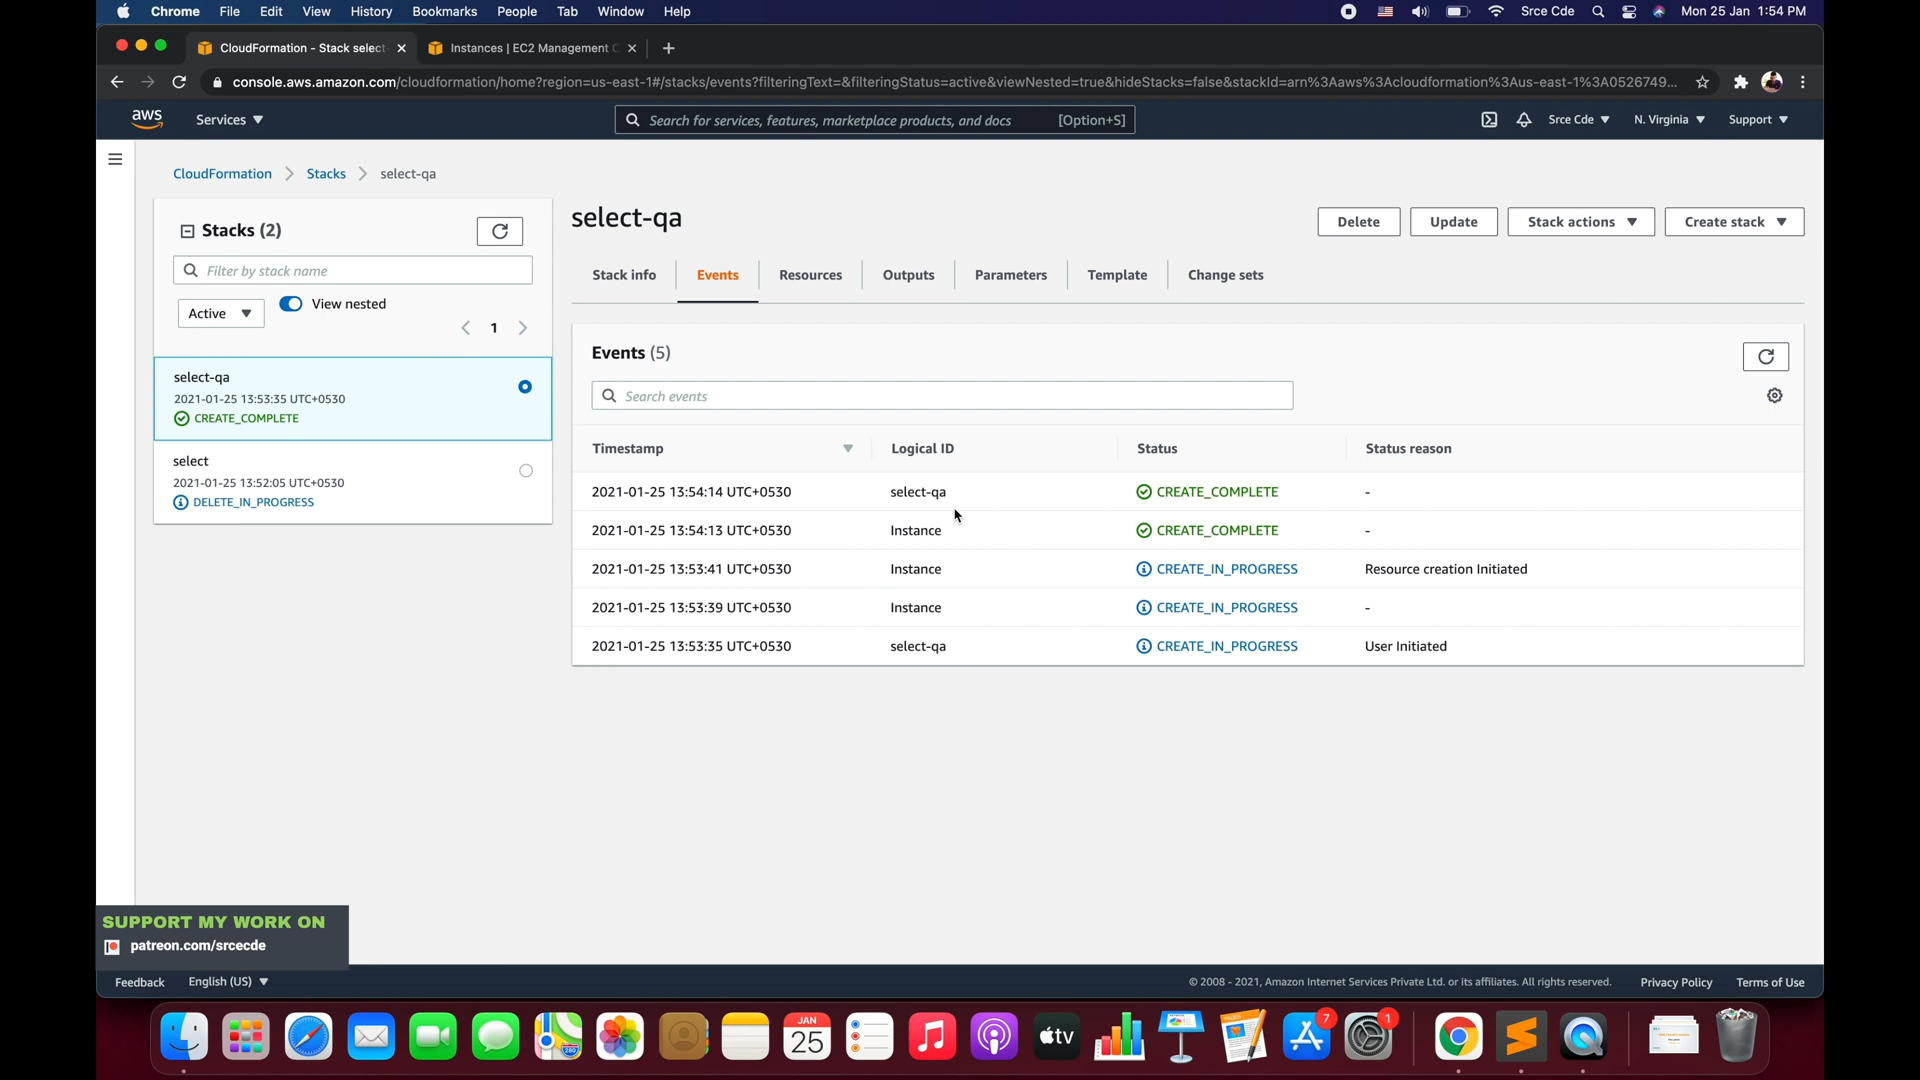 Chrome File Edit View History Bookmarks People Tab Window Help Srce Cde Mon 25 Jan 1:54 PM
CloudFormation - Stack select Instances | EC2 Management C
console.aws.amazon.com/cloudformation/home?region=us-east-1#/stacks/events?filteringText=&filteringStatus=active&viewNested=true&hideStacks=false&stackId=arn%3Aaws%3Acloudformation%3Aus-east-1%3A0526749...
aws Services Search for services, features, marketplace products, and docs [Option+S] Srce Cde N. Virginia Support
CloudFormation Stacks select-qa
Stacks (2)
Filter by stack name
Active View nested
1
select-qa
2021-01-25 13:53:35 UTC+0530
CREATE_COMPLETE
select
2021-01-25 13:52:05 UTC+0530
DELETE_IN_PROGRESS
select-qa Delete Update Stack actions Create stack
Stack info Events Resources Outputs Parameters Template Change sets
Events (5)
Search events
Timestamp Logical ID Status Status reason
2021-01-25 13:54:14 UTC+0530 select-qa CREATE_COMPLETE -
2021-01-25 13:54:13 UTC+0530 Instance CREATE_COMPLETE -
2021-01-25 13:53:41 UTC+0530 Instance CREATE_IN_PROGRESS Resource creation Initiated
2021-01-25 13:53:39 UTC+0530 Instance CREATE_IN_PROGRESS -
2021-01-25 13:53:35 UTC+0530 select-qa CREATE_IN_PROGRESS User Initiated
SUPPORT MY WORK ON
patreon.com/srcecde
Feedback English (US) © 2008 - 2021, Amazon Internet Services Private Ltd. or its affiliates. All rights reserved. Privacy Policy Terms of Use
JAN
25
280
tv
PAGES
7
1